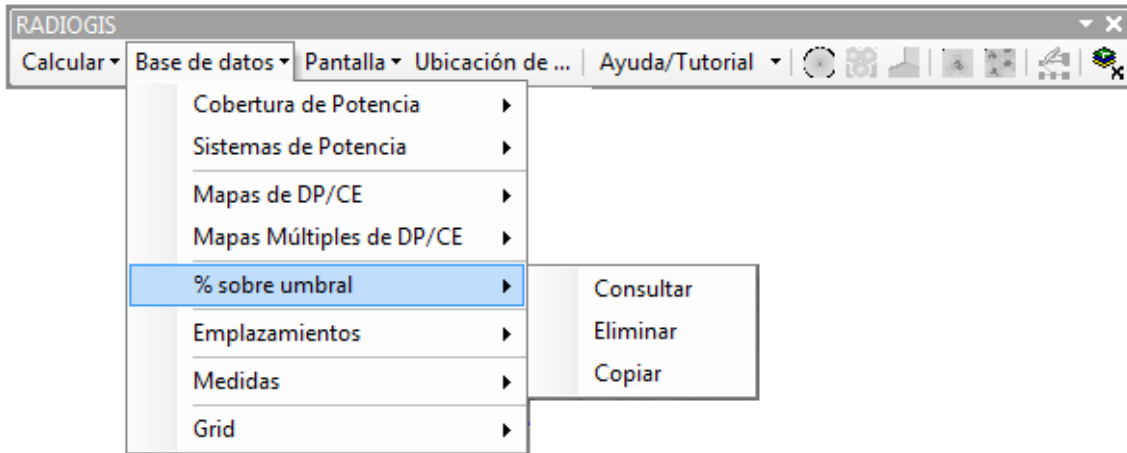 RADIOGIS
Calcular Base de datos Pantalla Ubicación de ... Ayuda/Tutorial
Cobertura de Potencia
Sistemas de Potencia
Mapas de DP/CE
Mapas Múltiples de DP/CE
% sobre umbral
Consultar
Eliminar
Copiar
Emplazamientos
Medidas
Grid